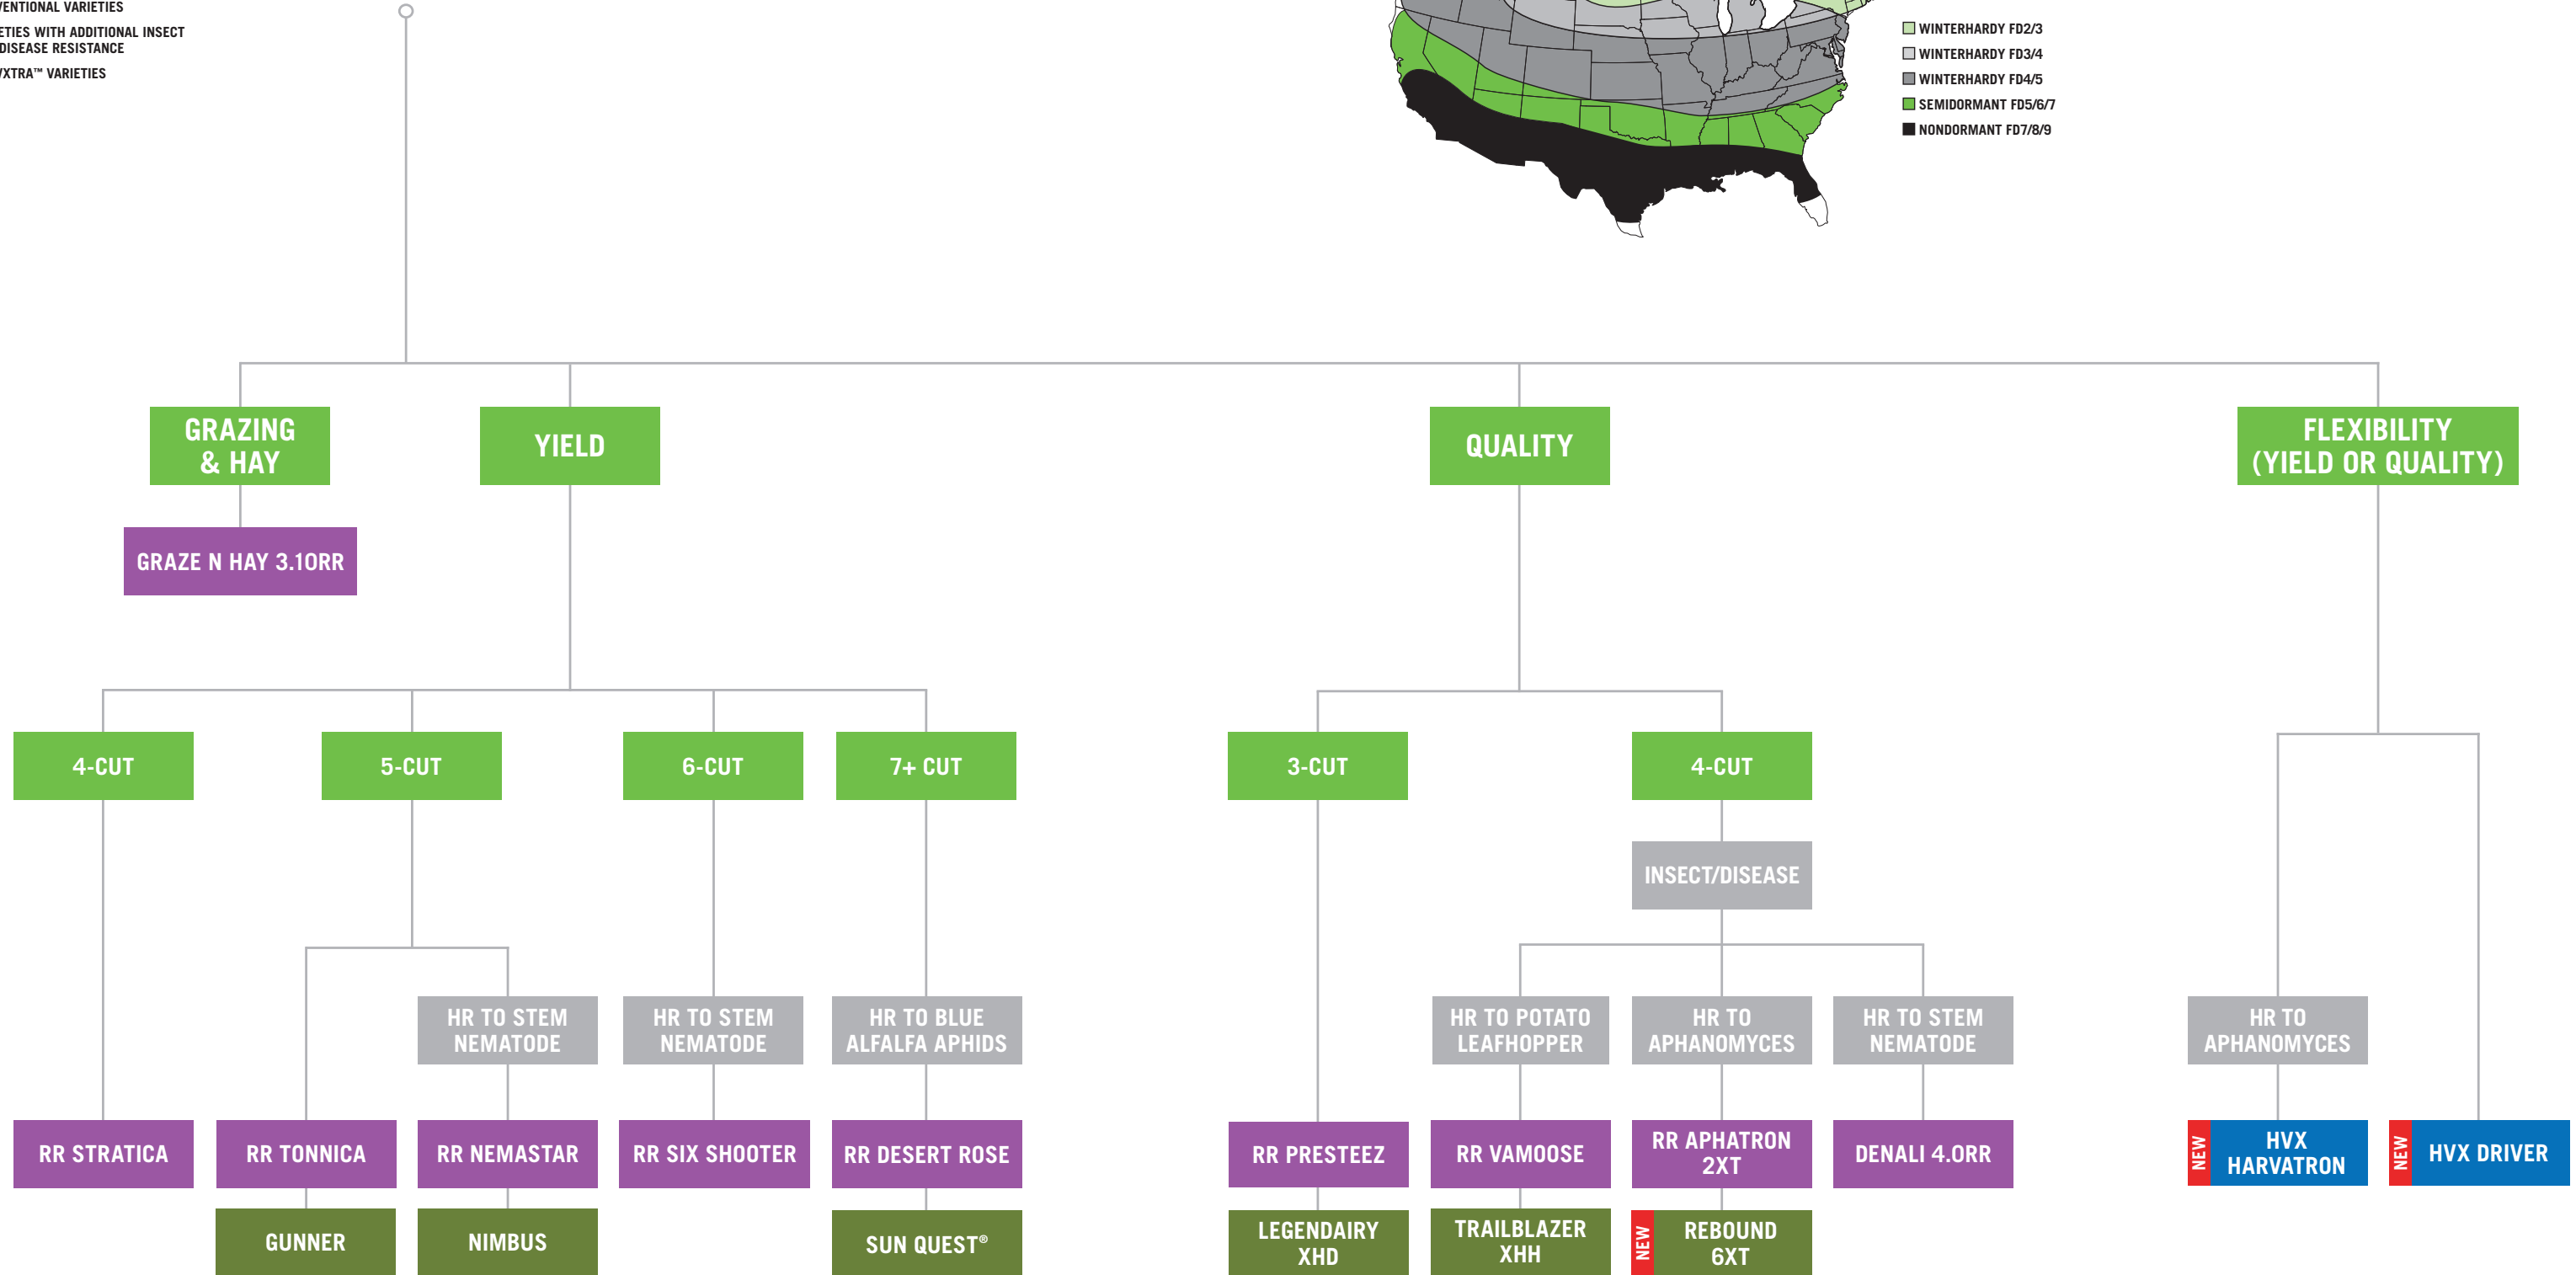 VARIETIES
WITH ADDITIONAL INSECT
DISEASE RESISTANCE
VARIETIES
WINTERHARDY FD2/3
WINTERHARDY FD3/4
WINTERHARDY FD4/5
SEMIDORMANT FD5/6/7
NONDORMANT FD7/8/9
GRAZING
& HAY
YIELD
QUALITY
FLEXIBILITY
(YIELD OR QUALITY)
GRAZE N HAY 3.10RR
4-CUT
5-CUT
6-CUT
7+ CUT
3-CUT
4-CUT
INSECT/DISEASE
HR TO STEM
NEMATODE
HR TO STEM
NEMATODE
HR TO BLUE
ALFALFA APHIDS
HR TO POTATO
LEAFHOPPER
HR TO
APHANOMYCES
HR TO STEM
NEMATODE
HR TO
APHANOMYCES
RR STRATICA
RR TONNICA
RR NEMASTAR
RR SIX SHOOTER
RR DESERT ROSE
RR PRESTEEZ
RR VAMOOSE
RR APHATRON
2XT
DENALI 4.0RR
NEW
HVX
HARVATRON
NEW
HVX DRIVER
GUNNER
NIMBUS
SUN QUEST®
LEGENDAIRY
XHD
TRAILBLAZER
XHH
NEW
REBOUND
6XT